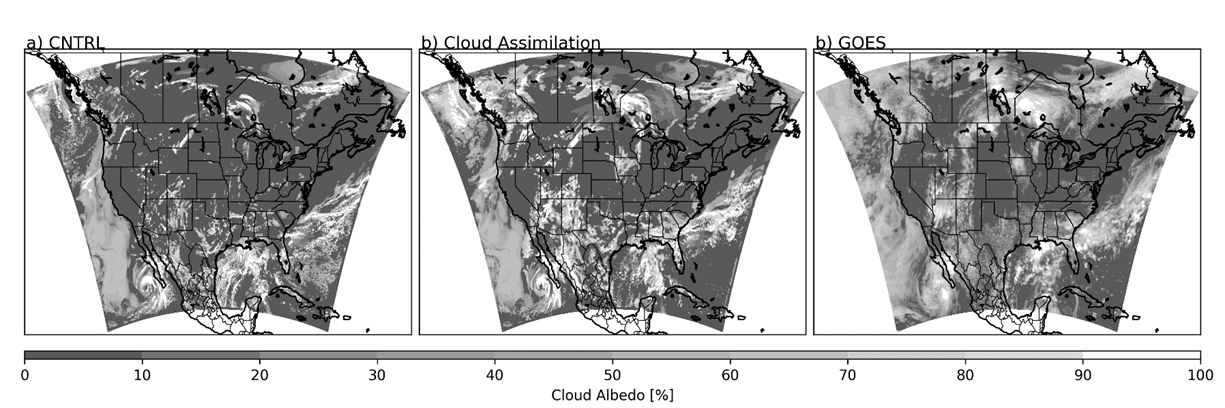 a) CNTRL
b) Cloud Assimilation
b) GOES
0 10 20 30 40 50 60 70 80 90 100
Cloud Albedo [%]